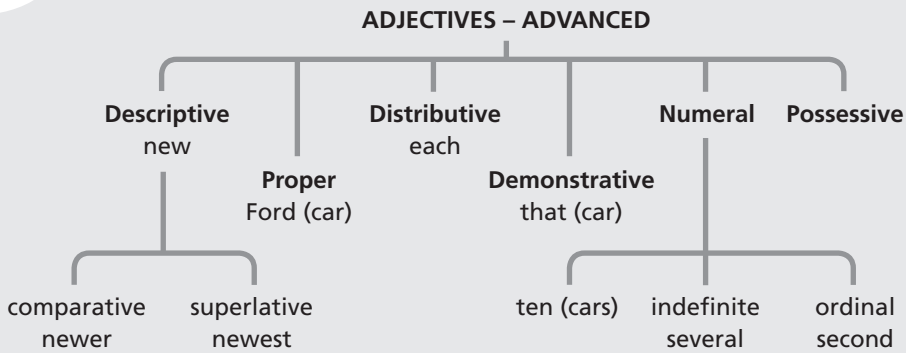 ADJECTIVES – ADVANCED
Descriptive
new
Proper
Ford (car)
Distributive
each
Demonstrative
that (car)
Numeral
Possessive
comparative
newer
superlative
newest
ten (cars)
indefinite
several
ordinal
second